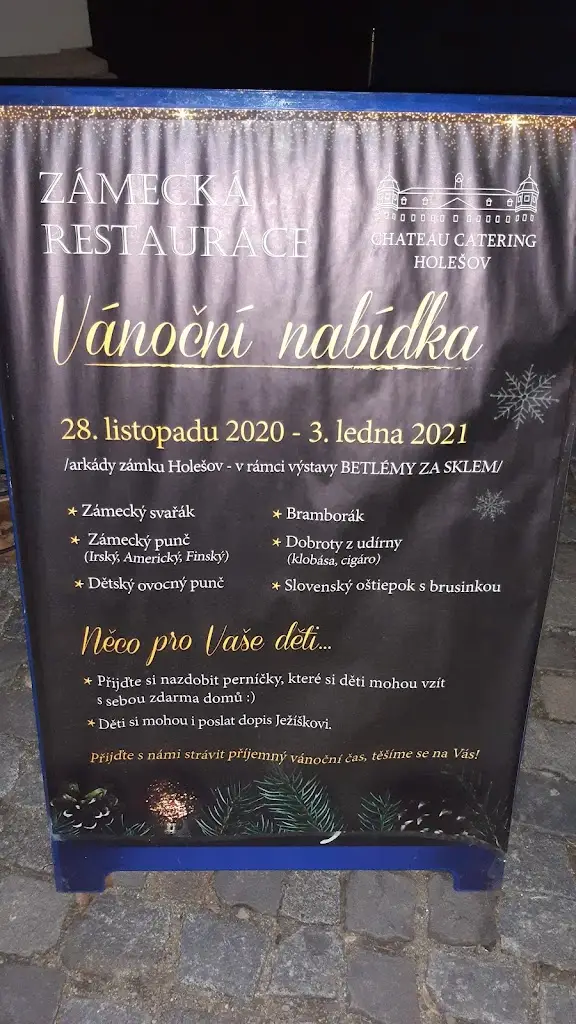 ZÁMECKÁ
RESTAURACE
CHATEAU CATERING
HOLEŠOV
Vánoční nabídka
28. listopadu 2020 - 3. ledna 2021
/arkády zámku Holešov - v rámci výstavy BETLÉMY ZA SKLEM/
Zámecký svařák
Zámecký punč
(Irský, Americký, Finský)
Dětský ovocný punč
Bramborák
Dobroty z udírny
(klobása, cigáro)
Slovenský oštiepok s brusinkou
Něco pro Vaše děti...
Přijďte si nazdobit perníčky, které si děti mohou vzít
s sebou zdarma domů :)
Děti si mohou i poslat dopis Ježíškovi.
Přijďte s námi strávit příjemný vánoční čas, těšíme se na Vás!